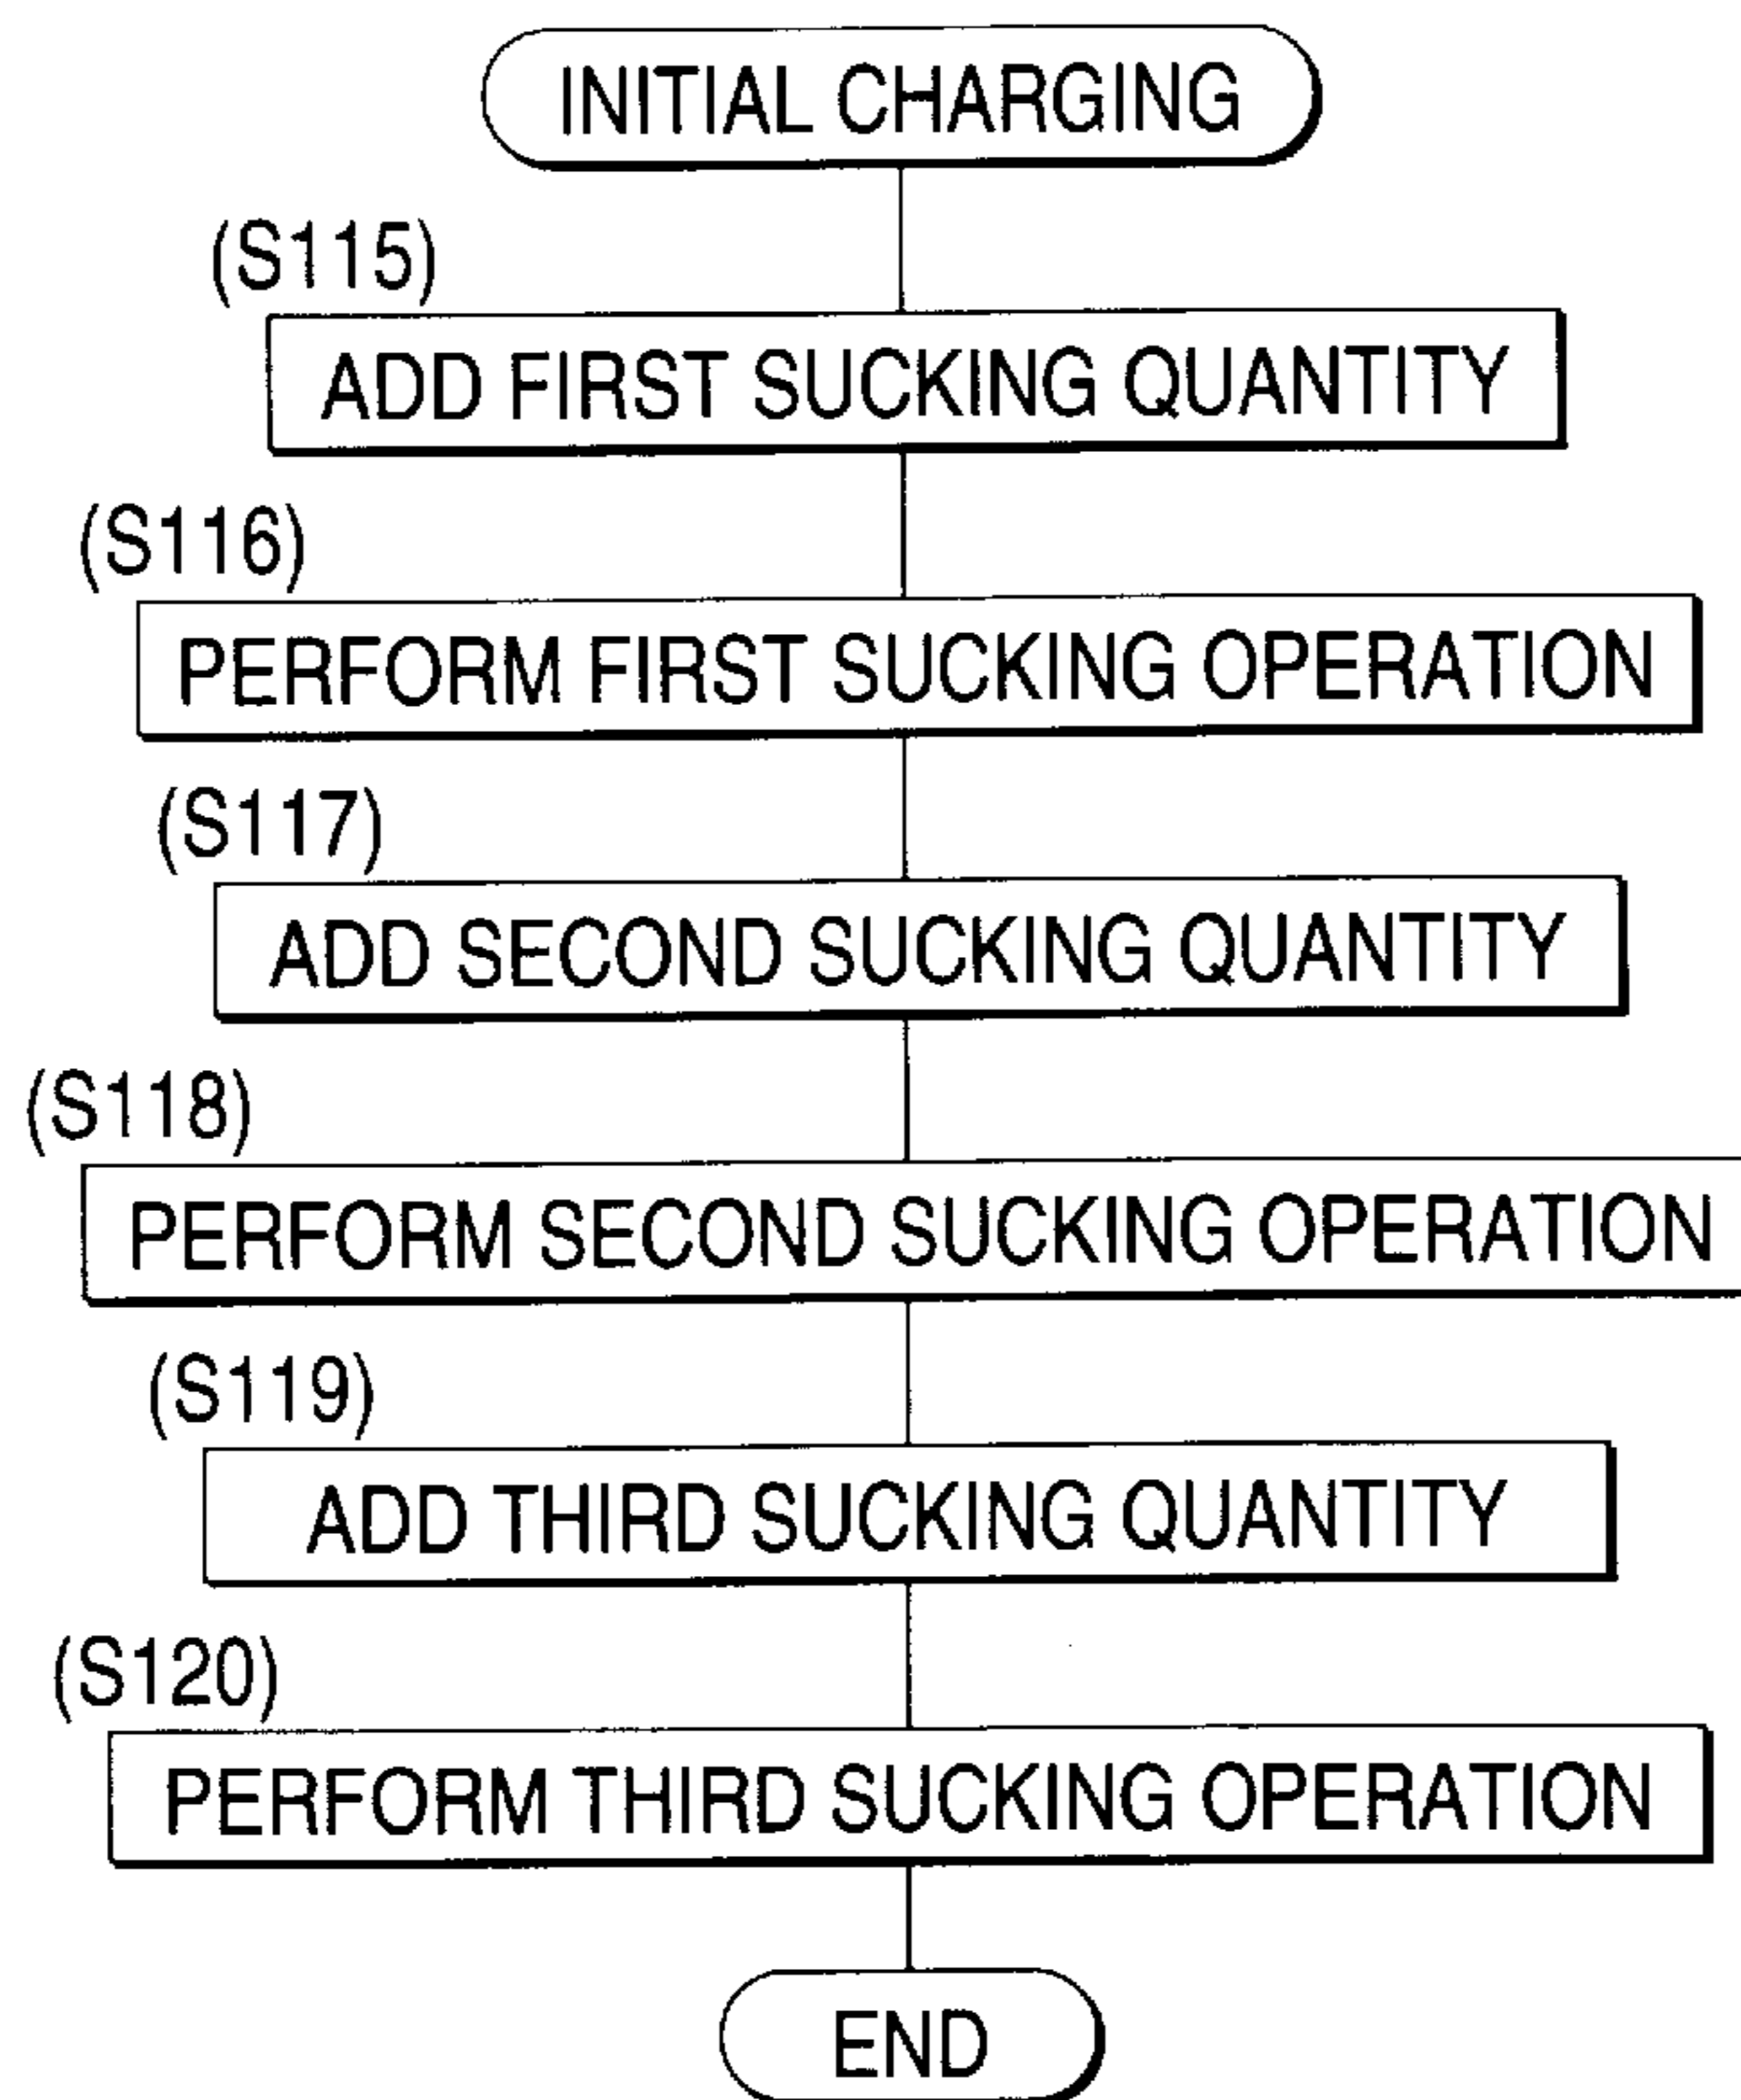 INITIAL CHARGING
(S115)
ADD FIRST SUCKING QUANTITY
(S116)
PERFORM FIRST SUCKING OPERATION
(S117)
ADD SECOND SUCKING QUANTITY
(S118)
PERFORM SECOND SUCKING OPERATION
(S119)
ADD THIRD SUCKING QUANTITY
(S120)
PERFORM THIRD SUCKING OPERATION
END